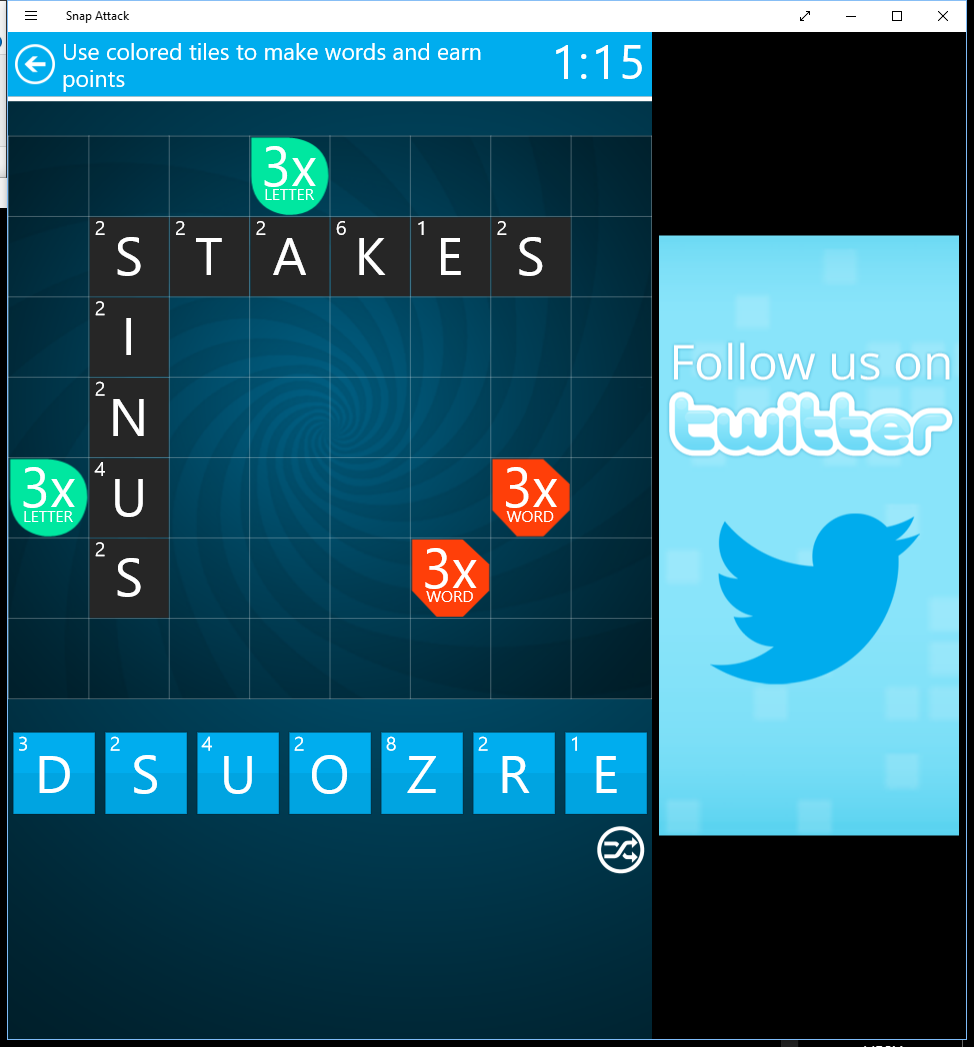 Snap Attack
Use colored tiles to make words and earn
points
1:15
3x
LETTER
2 S 2 T 2 A 6 K 1 E 2 S
2 I
2 N
3x
LETTER
4 U
3x
WORD
2 S
3x
WORD
3 D 2 S 4 U 2 O 8 Z 2 R 1 E
Follow us on
twitter